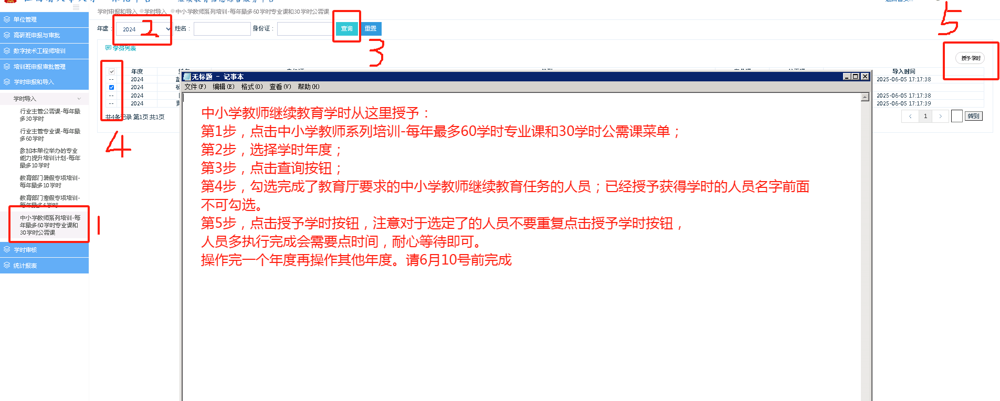 学时申报和导入 学时导入 中小学教师系列培训-每年最多60学时专业课和30学时公需课
单位管理
高研班申报与审批
数字技术工程师培训
培训班申报审批管理
学时申报和导入
学时导入
行业主管公需课-每年最
多30学时
行业主管专业课-每年最
多60学时
参加本单位举办的专业
能力提升培训计划-每年
最多10学时
教育部门暑假专项培训-
每年最多10学时
教育部门寒假专项培训-
中小学教师系列培训-每
年最多60学时专业课和
30学时公需课
学时审核
统计报表
1
年度： 2024 姓名： 身份证： 查询 重置
2
3
4
5
学员列表
授予学时
年度 导入时间
-- 2024 2025-06-05 17:17:38
2024
-- 2024 2025-06-05 17:17:38
-- 2024 2025-06-05 17:17:39
共4条记录 第1页 共1页
< 1 > 转到
无标题 - 记事本
文件(F) 编辑(E) 格式(O) 查看(V) 帮助(H)
中小学教师继续教育学时从这里授予：
第1步，点击中小学教师系列培训-每年最多60学时专业课和30学时公需课菜单；
第2步，选择学时年度；
第3步，点击查询按钮；
第4步，勾选完成了教育厅要求的中小学教师继续教育任务的人员；已经授予获得学时的人员名字前面
不可勾选。
第5步，点击授予学时按钮，注意对于选定了的人员不要重复点击授予学时按钮，
人员多执行完成会需要点时间，耐心等待即可。
操作完一个年度再操作其他年度。请6月10号前完成